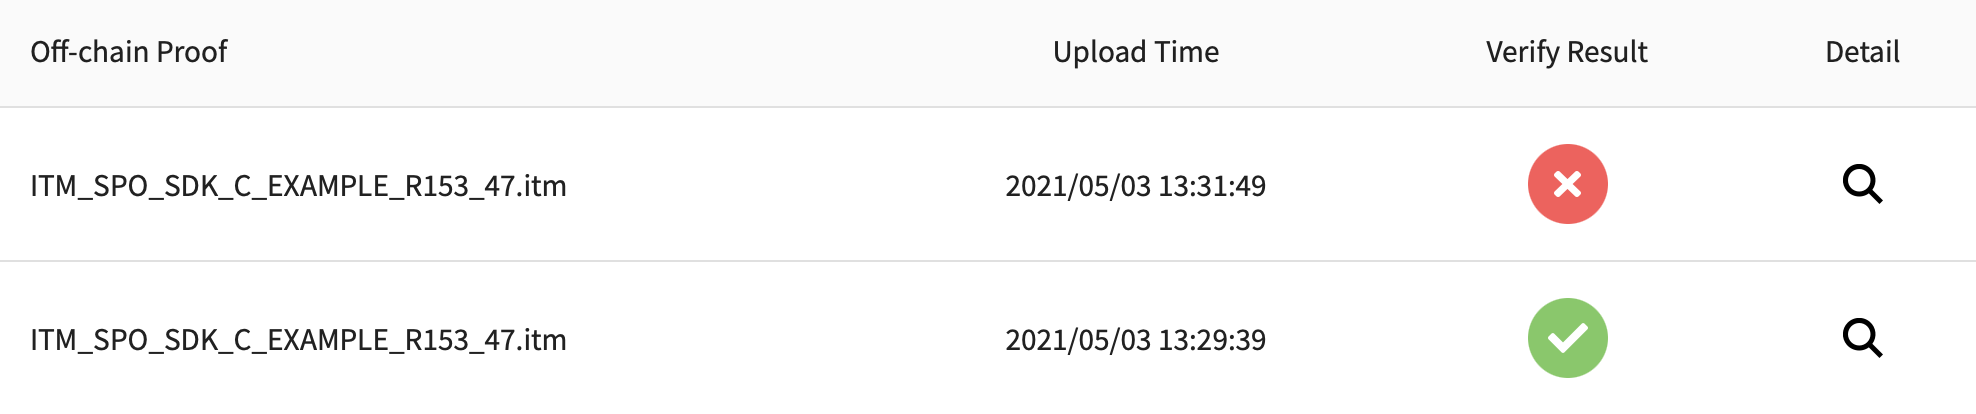 Off-chain Proof Upload Time Verify Result Detail
ITM_SPO_SDK_C_EXAMPLE_R153_47.itm 2021/05/03 13:31:49
ITM_SPO_SDK_C_EXAMPLE_R153_47.itm 2021/05/03 13:29:39